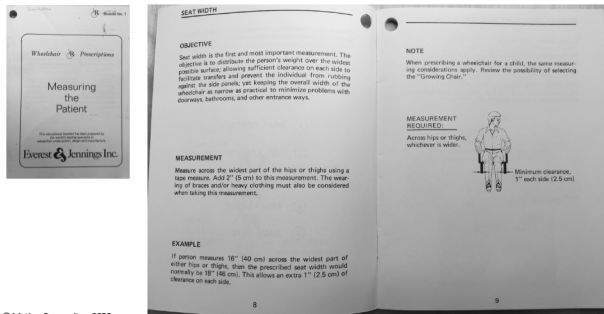 Wheelchair Prescriptions
Measuring
the
Patient
Everest & Jennings Inc.
SEAT WIDTH
OBJECTIVE
Seat width is the first and most important measurement. The
objective is to distribute the person's weight over the widest
possible surface; allowing sufficient clearance on each side to
facilitate transfers and prevent the individual from rubbing
against the side panels; yet keeping the overall width of the
wheelchair as narrow as practical to minimize problems with
doorways, bathrooms, and other entrance ways.
MEASUREMENT
Measure across the widest part of the hips or thighs using a
tape measure. Add 2" (5 cm) to this measurement. The wear-
ing of braces and/or heavy clothing must also be considered
when taking this measurement.
EXAMPLE
If person measures 16" (40 cm) across the widest part of
either hips or thighs, then the prescribed seat width would
normally be 18" (46 cm). This allows an extra 1" (2.5 cm) of
clearance on each side.
8
NOTE
When prescribing a wheelchair for a child, the same measur-
ing considerations apply. Review the possibility of selecting
the "Growing Chair."
MEASUREMENT
REQUIRED:
Across hips or thighs,
whichever is wider.
Minimum clearance,
1" each side (2.5 cm)
9